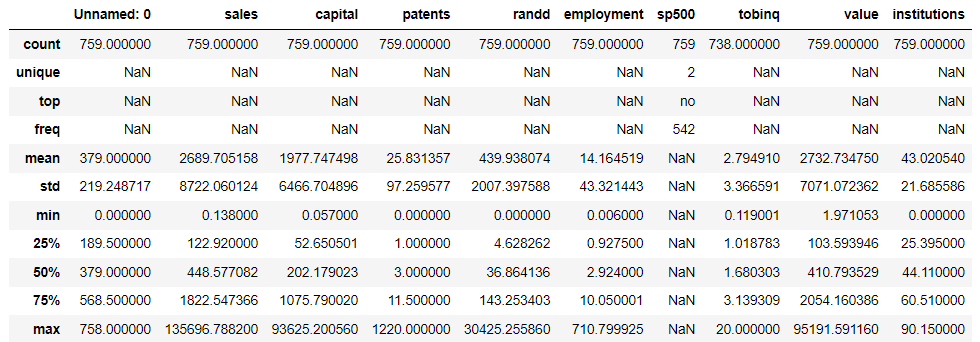 Unnamed: 0 sales capital patents randd employment sp500 tobinq value institutions
count 759.000000 759.000000 759.000000 759.000000 759.000000 759.000000 759 738.000000 759.000000 759.000000
unique NaN NaN NaN NaN NaN NaN 2 NaN NaN NaN
top NaN NaN NaN NaN NaN NaN no NaN NaN NaN
freq NaN NaN NaN NaN NaN NaN 542 NaN NaN NaN
mean 379.000000 2689.705158 1977.747498 25.831357 439.938074 14.164519 NaN 2.794910 2732.734750 43.020540
std 219.248717 8722.060124 6466.704896 97.259577 2007.397588 43.321443 NaN 3.366591 7071.072362 21.685586
min 0.000000 0.138000 0.057000 0.000000 0.000000 0.006000 NaN 0.119001 1.971053 0.000000
25% 189.500000 122.920000 52.650501 1.000000 4.628262 0.927500 NaN 1.018783 103.593946 25.395000
50% 379.000000 448.577082 202.179023 3.000000 36.864136 2.924000 NaN 1.680303 410.793529 44.110000
75% 568.500000 1822.547366 1075.790020 11.500000 143.253403 10.050001 NaN 3.139309 2054.160386 60.510000
max 758.000000 135696.788200 93625.200560 1220.000000 30425.255860 710.799925 NaN 20.000000 95191.591160 90.150000